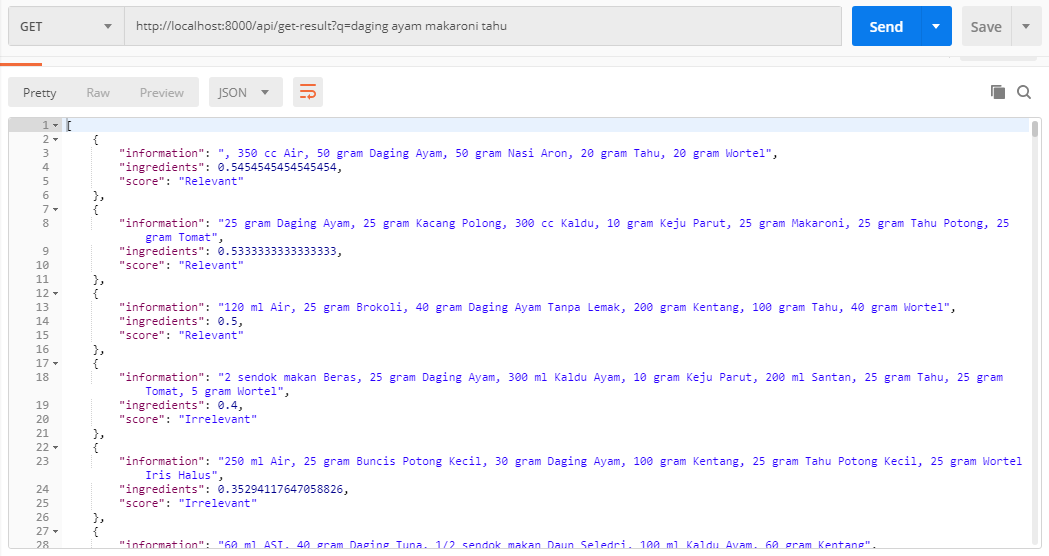 GET
http://localhost:8000/api/get-result?q=daging ayam makaroni tahu
Send
Save
Pretty Raw Preview JSON
1 [
2 {
3 "information": ", 350 cc Air, 50 gram Daging Ayam, 50 gram Nasi Aron, 20 gram Tahu, 20 gram Wortel",
4 "ingredients": 0.5454545454545454,
5 "score": "Relevant"
6 },
7 {
8 "information": "25 gram Daging Ayam, 25 gram Kacang Polong, 300 cc Kaldu, 10 gram Keju Parut, 25 gram Makaroni, 25 gram Tahu Potong, 25
gram Tomat",
9 "ingredients": 0.5333333333333333,
10 "score": "Relevant"
11 },
12 {
13 "information": "120 ml Air, 25 gram Brokoli, 40 gram Daging Ayam Tanpa Lemak, 200 gram Kentang, 100 gram Tahu, 40 gram Wortel",
14 "ingredients": 0.5,
15 "score": "Relevant"
16 },
17 {
18 "information": "2 sendok makan Beras, 25 gram Daging Ayam, 300 ml Kaldu Ayam, 10 gram Keju Parut, 200 ml Santan, 25 gram Tahu, 25 gram
Tomat, 5 gram Wortel",
19 "ingredients": 0.4,
20 "score": "Irrelevant"
21 },
22 {
23 "information": "250 ml Air, 25 gram Buncis Potong Kecil, 30 gram Daging Ayam, 100 gram Kentang, 25 gram Tahu Potong Kecil, 25 gram Wortel
Iris Halus",
24 "ingredients": 0.35294117647058826,
25 "score": "Irrelevant"
26 },
27 {
28 "information": "60 ml ASI, 40 gram Daging Tuna, 1/2 sendok makan Daun Seledri, 100 ml Kaldu Ayam, 60 gram Kentang",